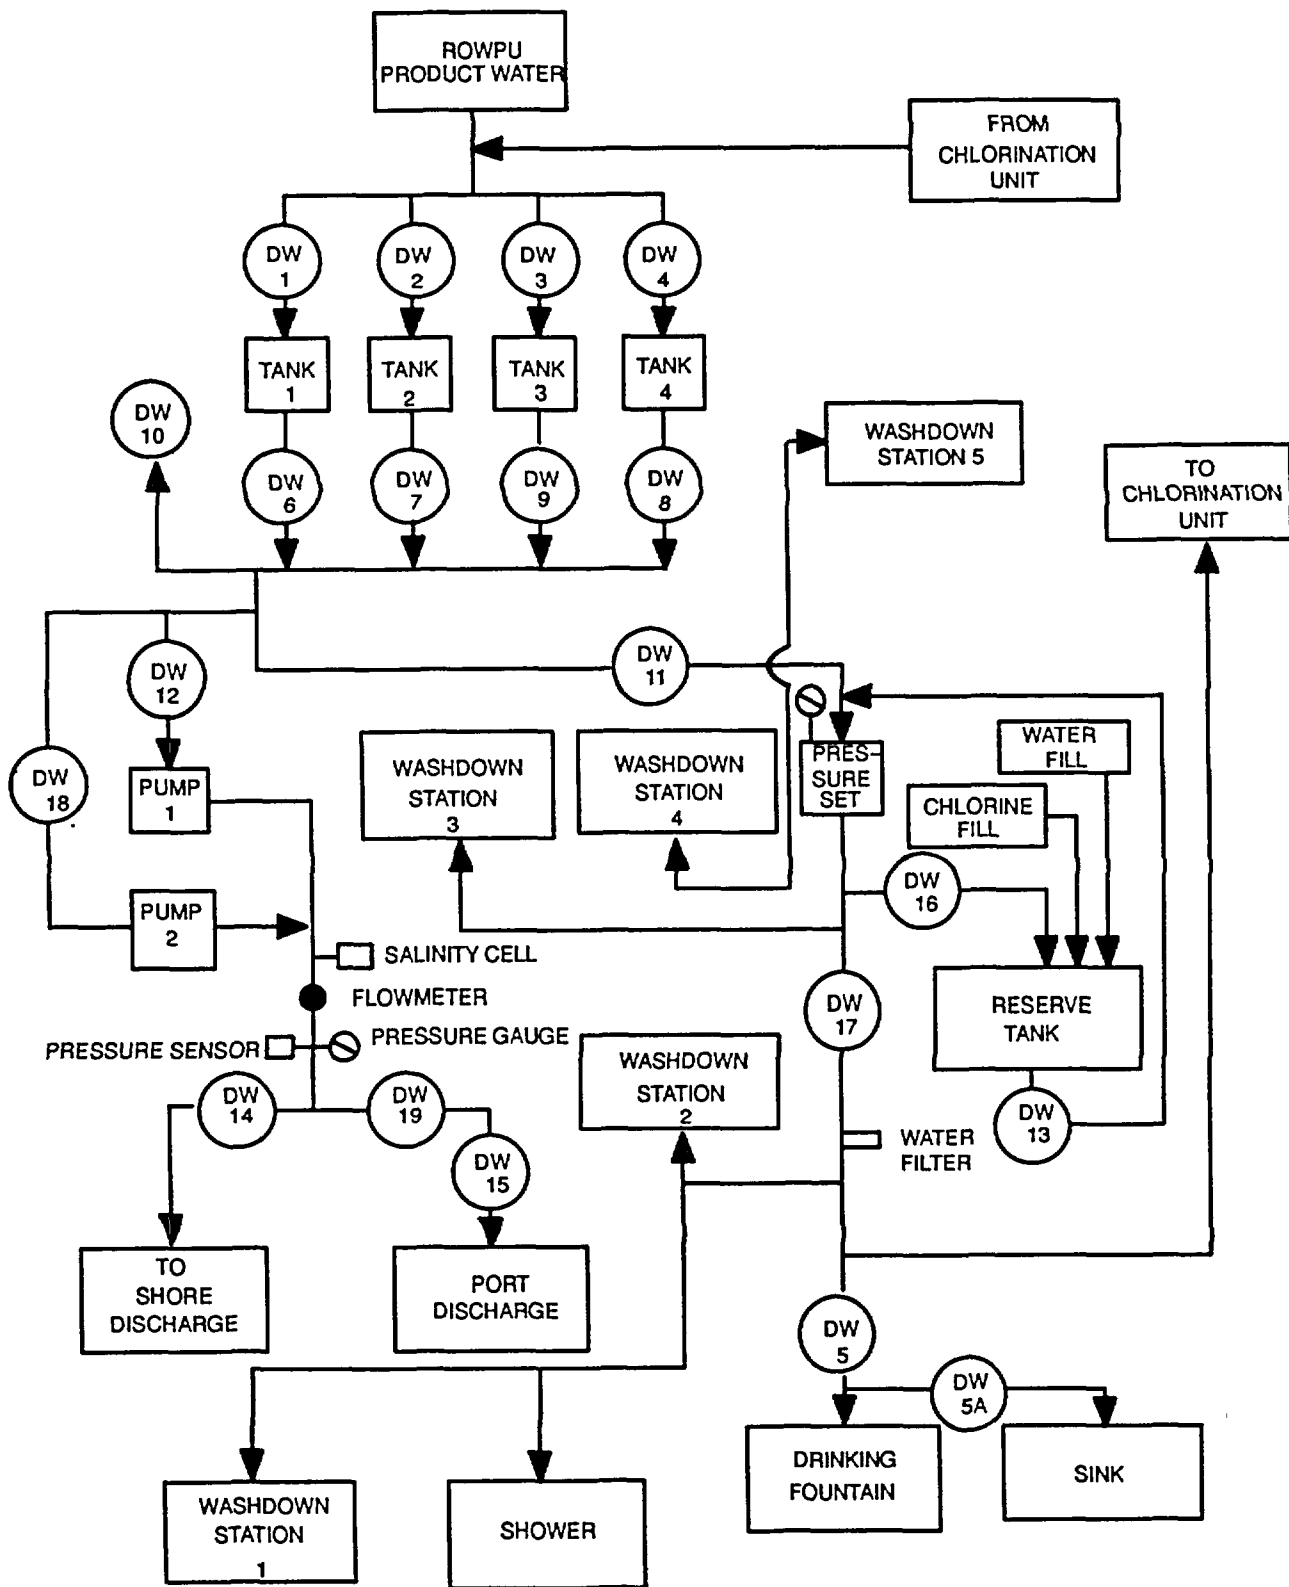 ROWPU
PRODUCT WATER
FROM
CHLORINATION
UNIT
DW
1
DW
2
DW
3
DW
4
TANK
1
TANK
2
TANK
3
TANK
4
DW
10
WASHDOWN
STATION 5
TO
CHLORINATION
UNIT
DW
6
DW
7
DW
9
DW
8
DW
12
DW
11
DW
18
PUMP
1
WASHDOWN
STATION
3
WASHDOWN
STATION
4
PRES-
SURE
SET
WATER
FILL
CHLORINE
FILL
DW
16
PUMP
2
SALINITY CELL
FLOWMETER
PRESSURE SENSOR
PRESSURE GAUGE
DW
17
RESERVE
TANK
WASHDOWN
STATION
2
DW
14
DW
19
DW
15
WATER
FILTER
DW
13
TO
SHORE
DISCHARGE
PORT
DISCHARGE
DW
5
DW
5A
DRINKING
FOUNTAIN
SINK
WASHDOWN
STATION
1
SHOWER